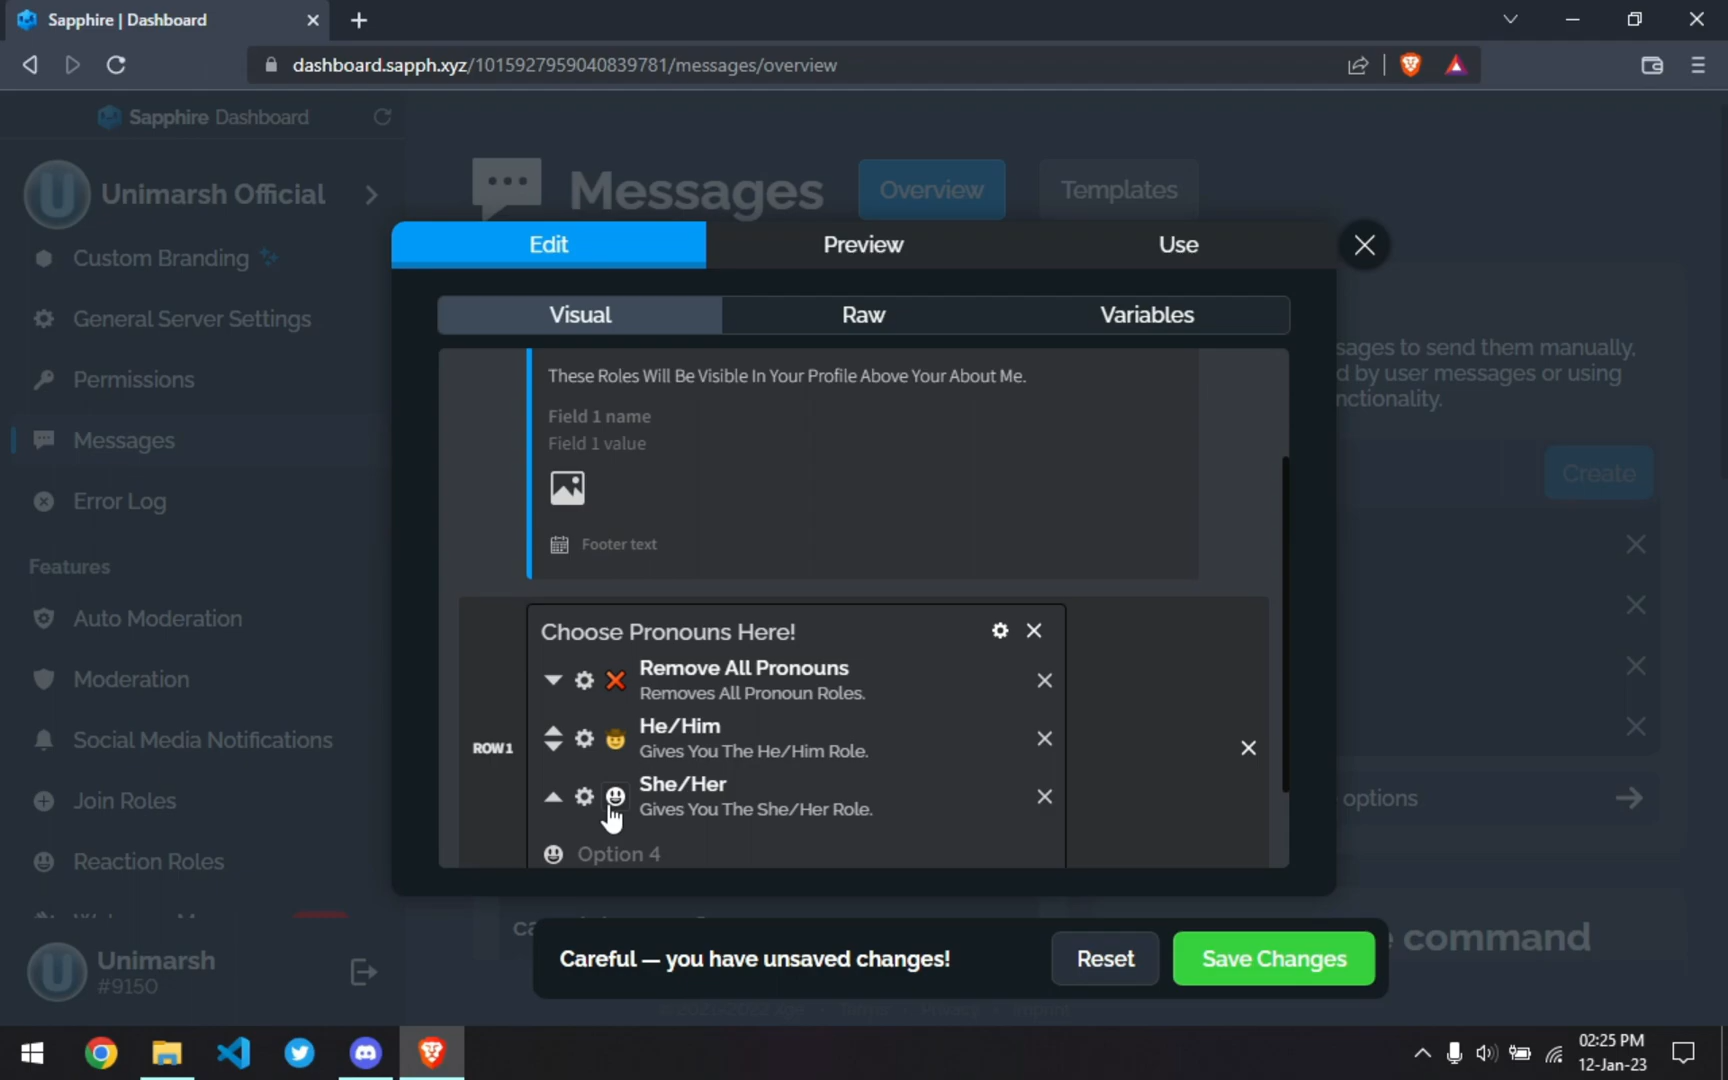 Sapphire | Dashboard
dashboard.sapph.xyz/1015927959040839781/messages/overview
Sapphire Dashboard
Unimarsh Official
Custom Branding
General Server Settings
Permissions
Messages
Error Log
Features
Auto Moderation
Moderation
Social Media Notifications
Join Roles
Reaction Roles
Unimarsh
#9150
Messages
Overview
Templates
Edit
Preview
Use
Visual
Raw
Variables
These Roles Will Be Visible In Your Profile Above Your About Me.
Field 1 name
Field 1 value
Footer text
ROW 1
Choose Pronouns Here!
Remove All Pronouns
Removes All Pronoun Roles.
He/Him
Gives You The He/Him Role.
She/Her
Gives You The She/Her Role.
Option 4
sages to send them manually.
d by user messages or using
nctionality.
Create
options
command
Careful — you have unsaved changes!
Reset
Save Changes
Terms
Privacy
Imprint
02:25 PM
12-Jan-23